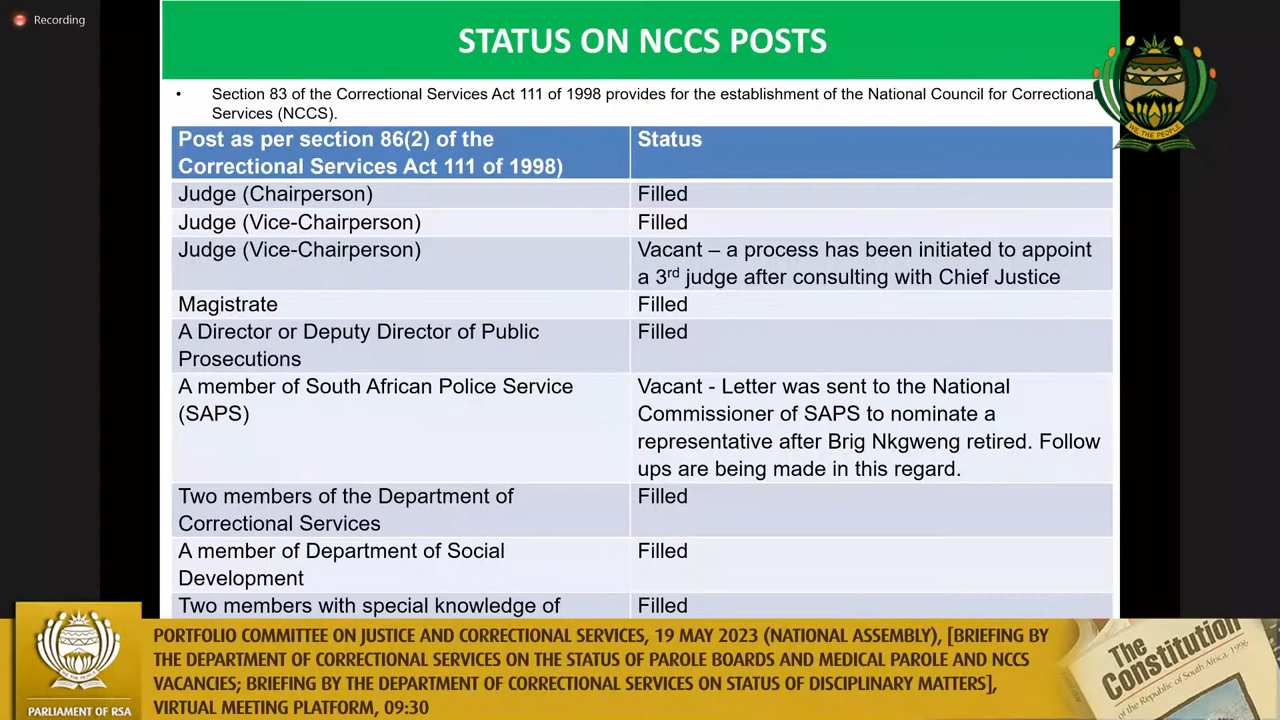 Recording
STATUS ON NCCS POSTS
• Section 83 of the Correctional Services Act 111 of 1998 provides for the establishment of the National Council for Correctional
Services (NCCS).
Post as per section 86(2) of the
Correctional Services Act 111 of 1998)
Status
Judge (Chairperson)
Filled
Judge (Vice-Chairperson)
Filled
Judge (Vice-Chairperson)
Vacant – a process has been initiated to appoint
a 3rd judge after consulting with Chief Justice
Magistrate
Filled
A Director or Deputy Director of Public
Prosecutions
Filled
A member of South African Police Service
(SAPS)
Vacant - Letter was sent to the National
Commissioner of SAPS to nominate a
representative after Brig Nkgweng retired. Follow
ups are being made in this regard.
Two members of the Department of
Correctional Services
Filled
A member of Department of Social
Development
Filled
Two members with special knowledge of
Filled
WE, THE PEOPLE
PARLIAMENT OF RSA
PORTFOLIO COMMITTEE ON JUSTICE AND CORRECTIONAL SERVICES, 19 MAY 2023 (NATIONAL ASSEMBLY), [BRIEFING BY
THE DEPARTMENT OF CORRECTIONAL SERVICES ON THE STATUS OF PAROLE BOARDS AND MEDICAL PAROLE AND NCCS
VACANCIES; BRIEFING BY THE DEPARTMENT OF CORRECTIONAL SERVICES ON STATUS OF DISCIPLINARY MATTERS],
VIRTUAL MEETING PLATFORM, 09:30
The
Constitution
of the Republic of South Africa, 1996